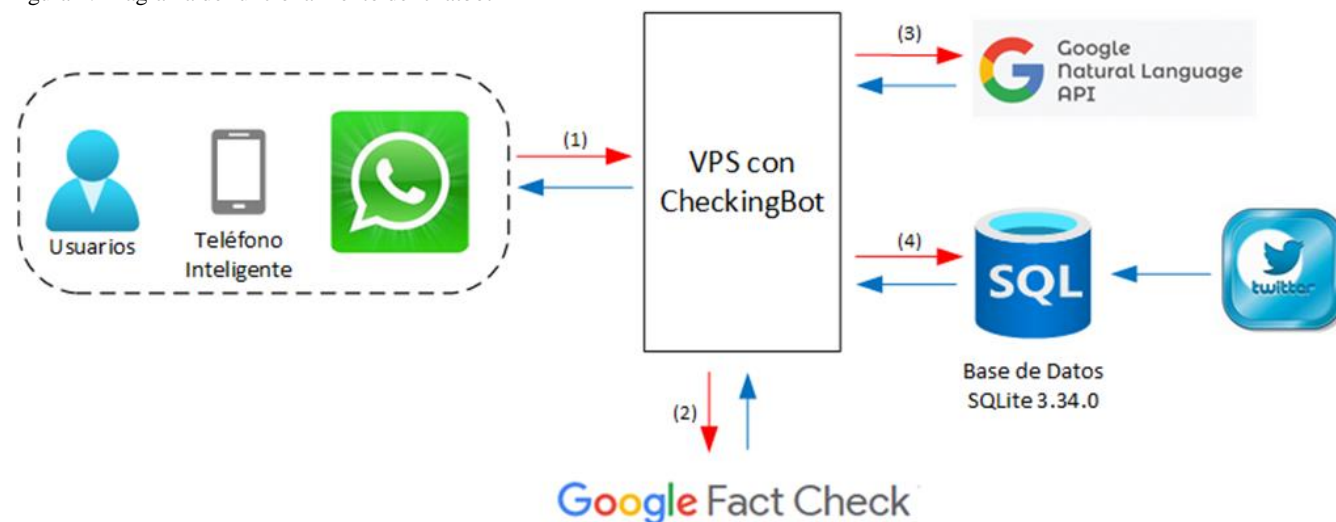 (1)
Usuarios
Teléfono
Inteligente
VPS con
CheckingBot
(2)
(3)
Google
Natural Language
API
(4)
SQL
Base de Datos
SQLite 3.34.0
twitter
Google Fact Check